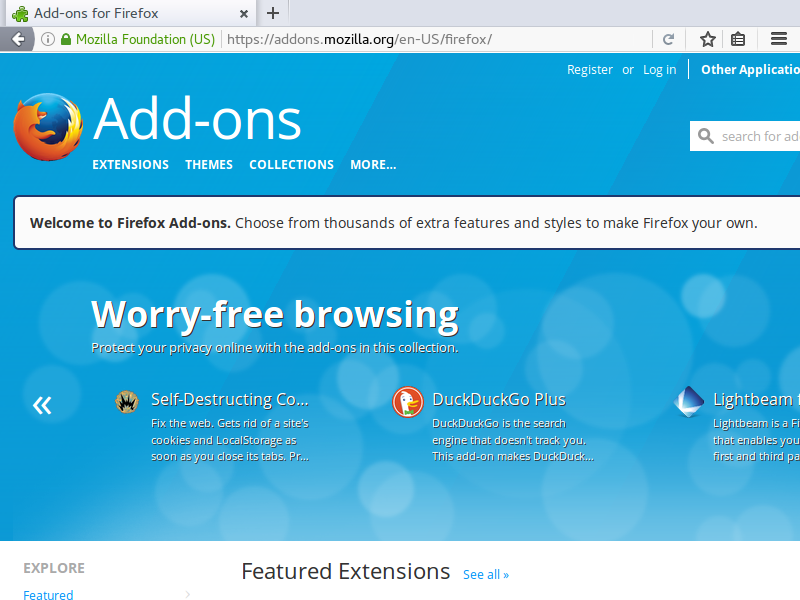 Add-ons for Firefox
Mozilla Foundation (US) https://addons.mozilla.org/en-US/firefox/
Register or Log in Other Applicatio
Add-ons
search for ad
EXTENSIONS THEMES COLLECTIONS MORE...
Welcome to Firefox Add-ons. Choose from thousands of extra features and styles to make Firefox your own.
Worry-free browsing
Protect your privacy online with the add-ons in this collection.
«
Self-Destructing Co...
Fix the web. Gets rid of a site's
cookies and LocalStorage as
soon as you close its tabs. Pr...
DuckDuckGo Plus
DuckDuckGo is the search
engine that doesn't track you.
This add-on makes DuckDuck...
Lightbeam f
Lightbeam is a Fi
that enables you
first and third pa
EXPLORE
Featured
Featured Extensions See all »